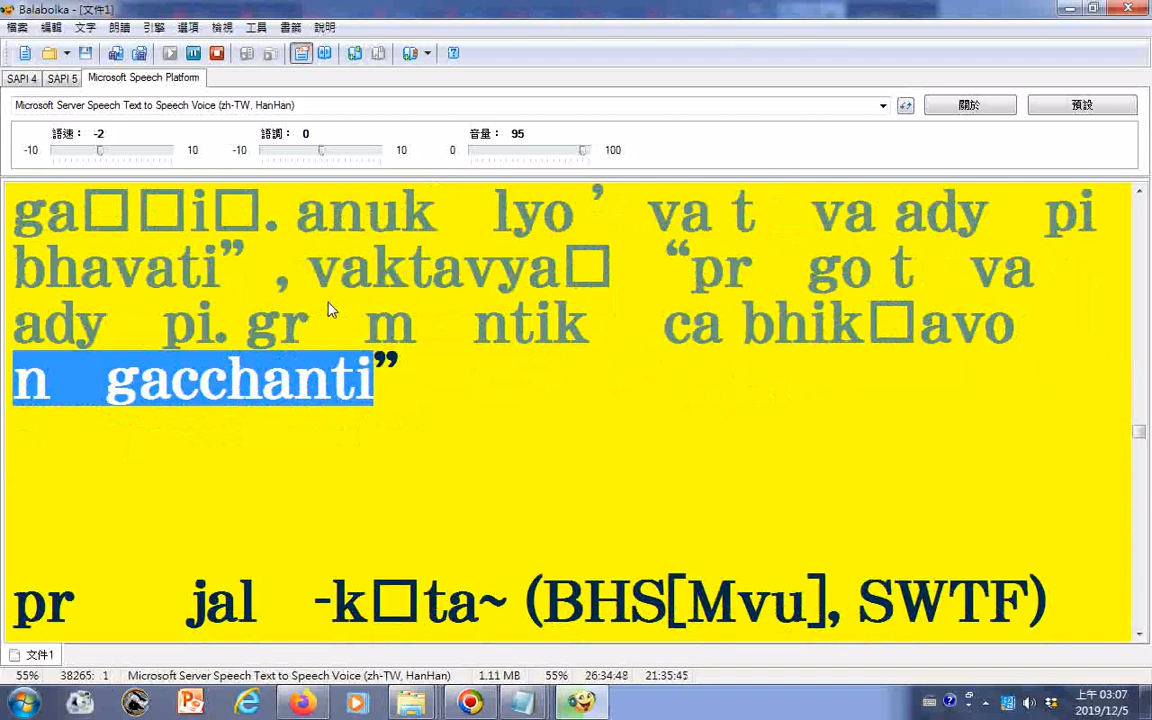 Balabolka - [文件1]
檔案 編輯 文字 朗讀 引擎 選項 檢視 工具 書籤 說明
SAPI 4 SAPI 5 Microsoft Speech Platform
Microsoft Server Speech Text to Speech Voice (zh-TW, HanHan) 關於 預設
語速： -2 語調： 0 音量： 95
-10 10 -10 10 0 100
ga□□i□. anuk lyo’ va t va ady pi
bhavati” , vaktavya□ “pr go t va
ady pi. gr m ntik ca bhik□avo
n gacchanti”
pr jal -k□ta~ (BHS[Mvu], SWTF)
文件1
55% 38265: 1 Microsoft Server Speech Text to Speech Voice (zh-TW, HanHan) 1.11 MB 55% 26:34:48 21:35:45
上午 03:07
2019/12/5